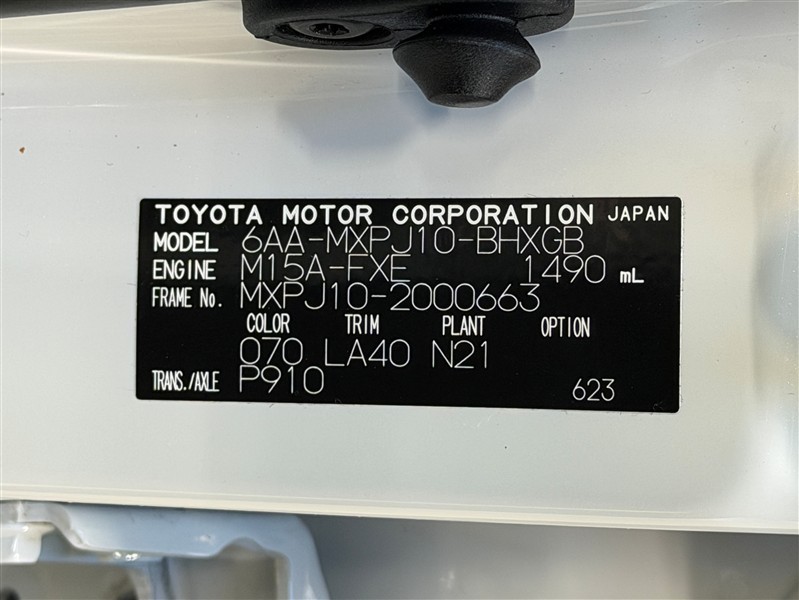 TOYOTA MOTOR CORPORATION JAPAN
MODEL 6AA-MXPJ10-BHXGB
ENGINE M15A-FXE 1490 mL
FRAME No. MXPJ10-2000663
COLOR TRIM PLANT OPTION
070 LA40 N21
TRANS./AXLE P910 623